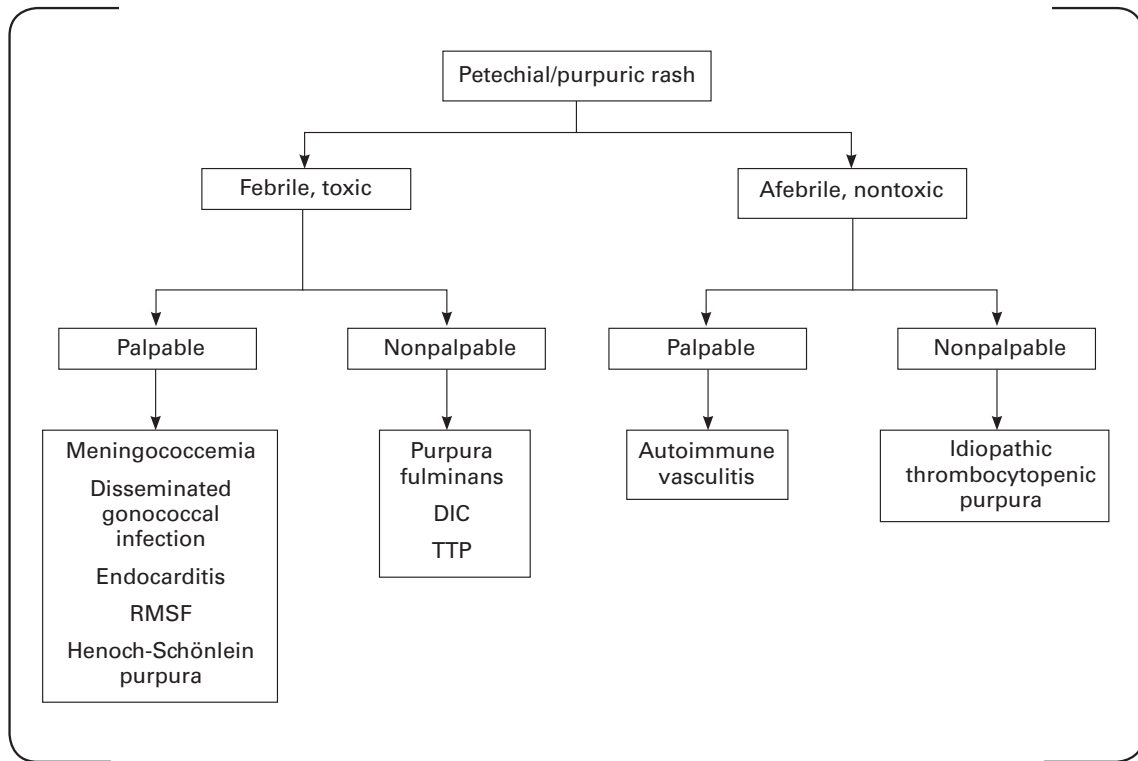 Petechial/purpuric rash
Febrile, toxic
Afebrile, nontoxic
Palpable
Nonpalpable
Palpable
Nonpalpable
Meningococcemia
Disseminated
gonococcal
infection
Endocarditis
RMSF
Henoch-Schönlein
purpura
Purpura
fulminans
DIC
TTP
Autoimmune
vasculitis
Idiopathic
thrombocytopenic
purpura